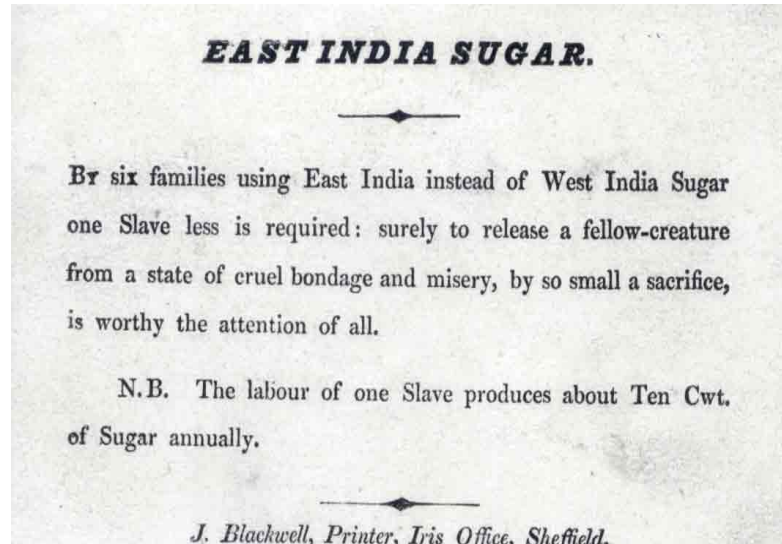 EAST INDIA SUGAR.
By six families using East India instead of West India Sugar
one Slave less is required: surely to release a fellow-creature
from a state of cruel bondage and misery, by so small a sacrifice,
is worthy the attention of all.
N.B. The labour of one Slave produces about Ten Cwt.
of Sugar annually.
J. Blackwell, Printer, Iris Office, Sheffield.